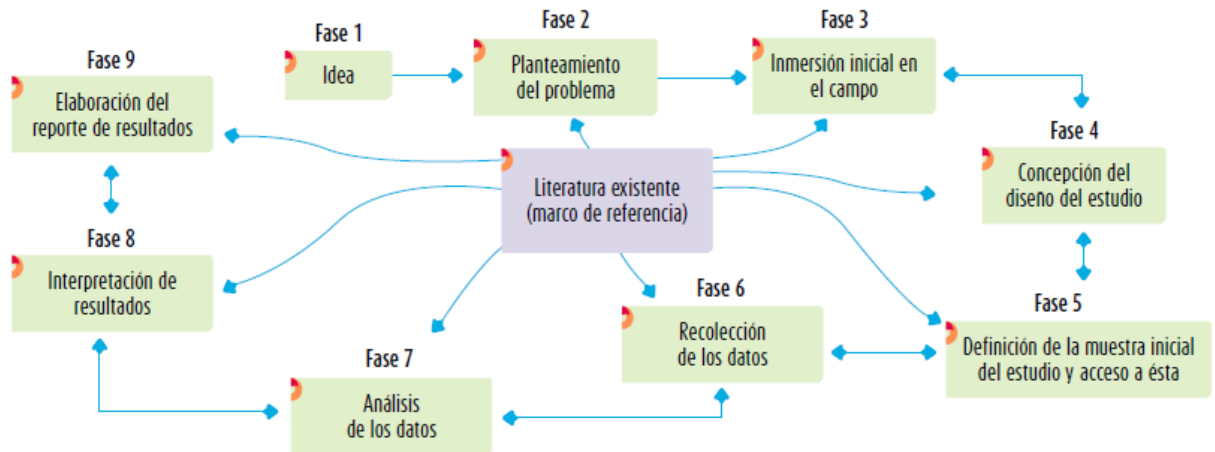 Fase 1
Idea
Fase 2
Planteamiento
del problema
Fase 3
Inmersión inicial en
el campo
Fase 4
Concepción del
diseño del estudio
Fase 5
Definición de la muestra inicial
del estudio y acceso a ésta
Fase 6
Recolección
de los datos
Fase 7
Análisis
de los datos
Fase 8
Interpretación de
resultados
Fase 9
Elaboración del
reporte de resultados
Literatura existente
(marco de referencia)